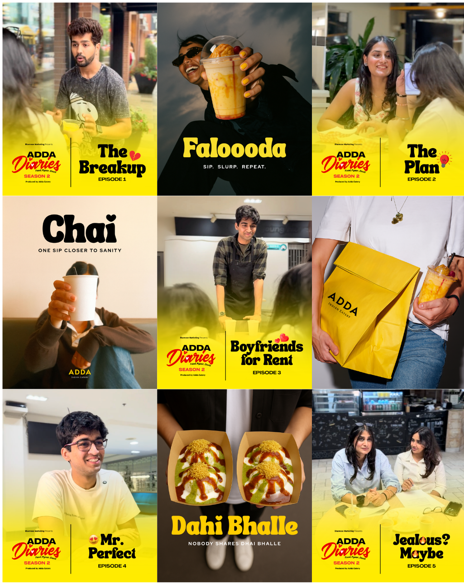 ADDA
Diaries
SEASON 2
The
Breakup
EPISODE 1
Faloooda
SIP. SLURP. REPEAT.
ADDA
Diaries
SEASON 2
The
Plan
EPISODE 2
Chai
ONE SIP CLOSER TO SANITY
ADDA
ADDA
Diaries
SEASON 2
Boyfriends
for Rent
EPISODE 3
ADDA
ADDA
Diaries
SEASON 2
Mr.
Perfect
EPISODE 4
Dahi Bhalle
NOBODY SHARES DHAI BHALLE
ADDA
Diaries
SEASON 2
Jealous?
Maybe
EPISODE 5